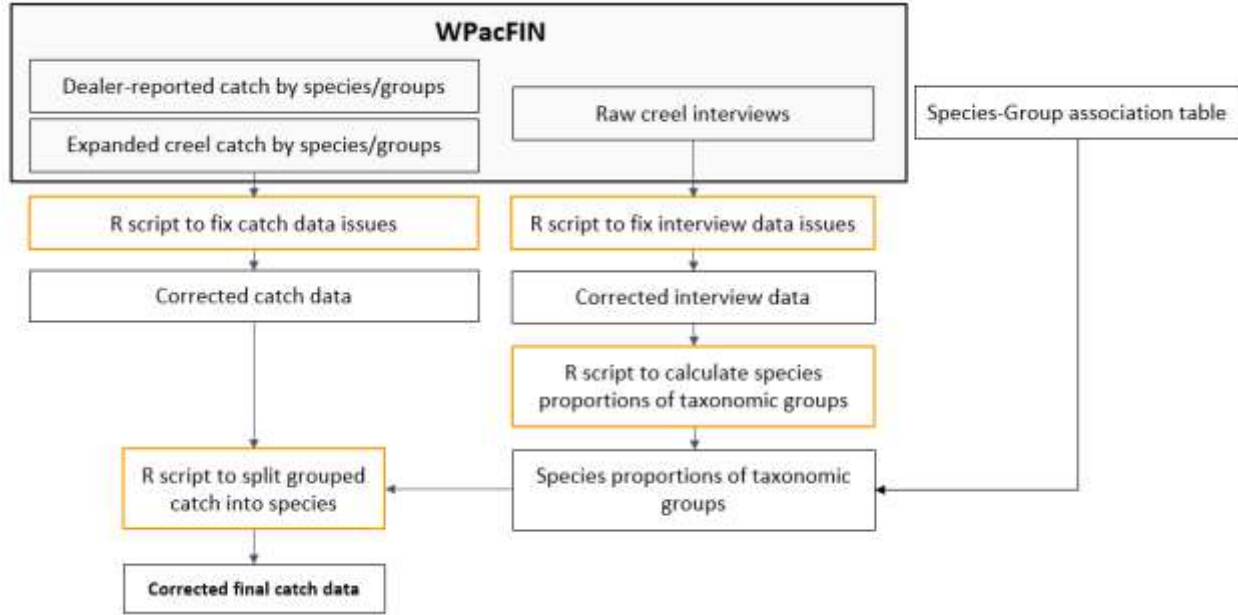 WPacFIN
Dealer-reported catch by species/groups
Expanded creel catch by species/groups
Raw creel interviews
Species-Group association table
R script to fix catch data issues
R script to fix interview data issues
Corrected catch data
Corrected interview data
R script to calculate species
proportions of taxonomic groups
R script to split grouped
catch into species
Species proportions of taxonomic
groups
Corrected final catch data